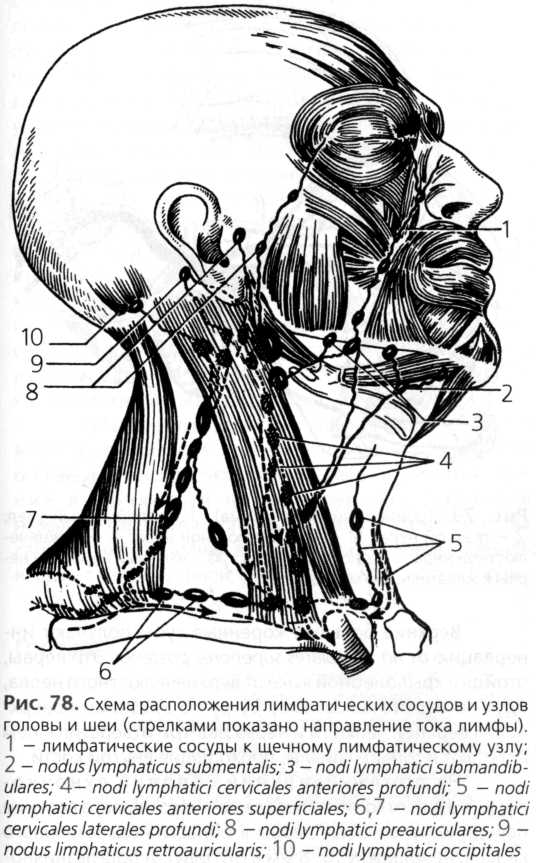 1
10
9
8
2
3
4
7
5
6
Рис. 78. Схема расположения лимфатических сосудов и узлов
головы и шеи (стрелками показано направление тока лимфы).
1 – лимфатические сосуды к щечному лимфатическому узлу;
2 – nodus lymphaticus submentalis; 3 – nodi lymphatici submandib-
ulares; 4– nodi lymphatici cervicales anteriores profundi; 5 – nodi
lymphatici cervicales anteriores superficiales; 6,7 – nodi lymphatici
cervicales laterales profundi; 8 – nodi lymphatici preauriculares; 9 –
nodus limphaticus retroauricularis; 10 – nodi lymphatici occipitales